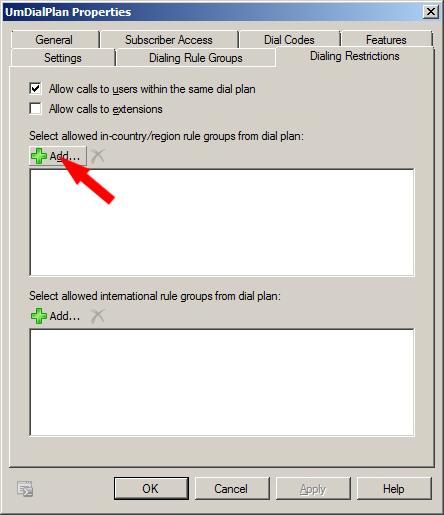 UmDialPlan Properties
General
Subscriber Access
Dial Codes
Features
Settings
Dialing Rule Groups
Dialing Restrictions
Allow calls to users within the same dial plan
Allow calls to extensions
Select allowed in-country/region rule groups from dial plan:
Add...
Select allowed international rule groups from dial plan:
Add...
OK
Cancel
Apply
Help